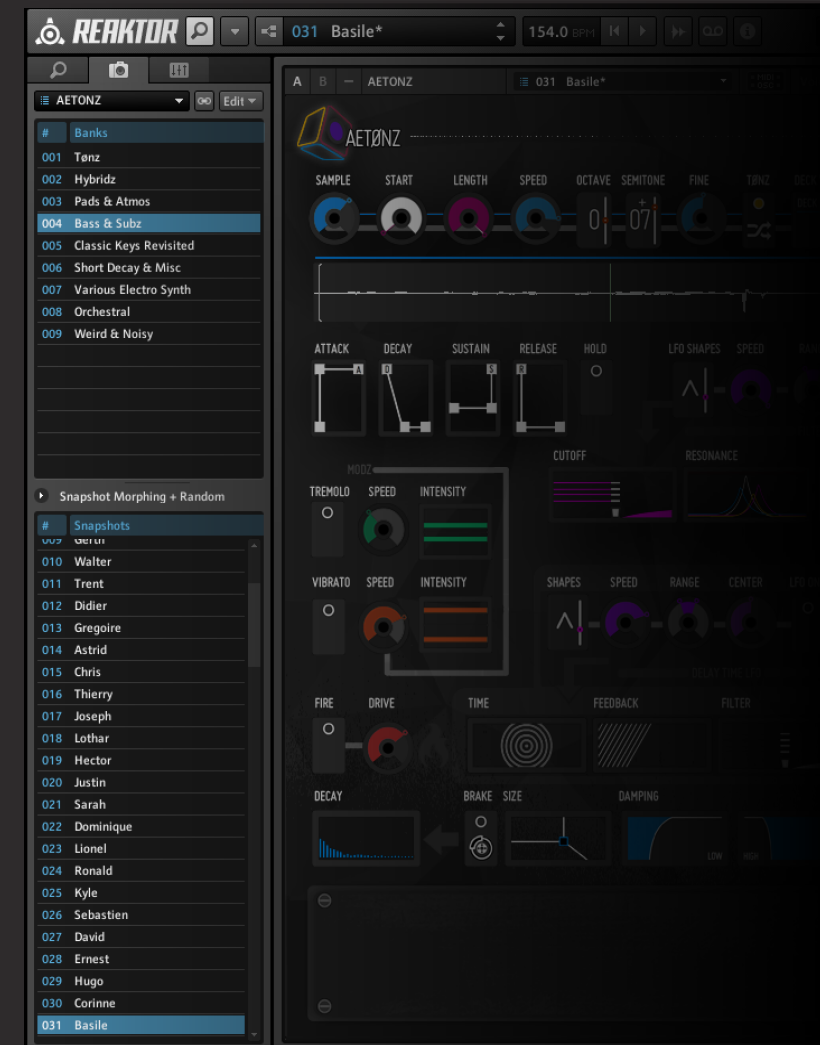 REAKTOR
031 Basile*
154.0 BPM
AETONZ
Edit
# Banks
001 Tønz
002 Hybridz
003 Pads & Atmos
004 Bass & Subz
005 Classic Keys Revisited
006 Short Decay & Misc
007 Various Electro Synth
008 Orchestral
009 Weird & Noisy
Snapshot Morphing + Random
# Snapshots
009 Gerth
010 Walter
011 Trent
012 Didier
013 Gregoire
014 Astrid
015 Chris
016 Thierry
017 Joseph
018 Lothar
019 Hector
020 Justin
021 Sarah
022 Dominique
023 Lionel
024 Ronald
025 Kyle
026 Sebastien
027 David
028 Ernest
029 Hugo
030 Corinne
031 Basile
A B AETONZ 031 Basile*
AETØNZ
SAMPLE START LENGTH SPEED OCTAVE SEMITONE FINE TØNZ
0 +07
ATTACK DECAY SUSTAIN RELEASE HOLD LFO SHAPES SPEED
A D S R
CUTOFF RESONANCE
MODZ
TREMOLO SPEED INTENSITY
VIBRATO SPEED INTENSITY SHAPES SPEED RANGE CENTER
FIRE DRIVE TIME FEEDBACK FILTER
DECAY BRAKE SIZE DAMPING
LOW HIGH